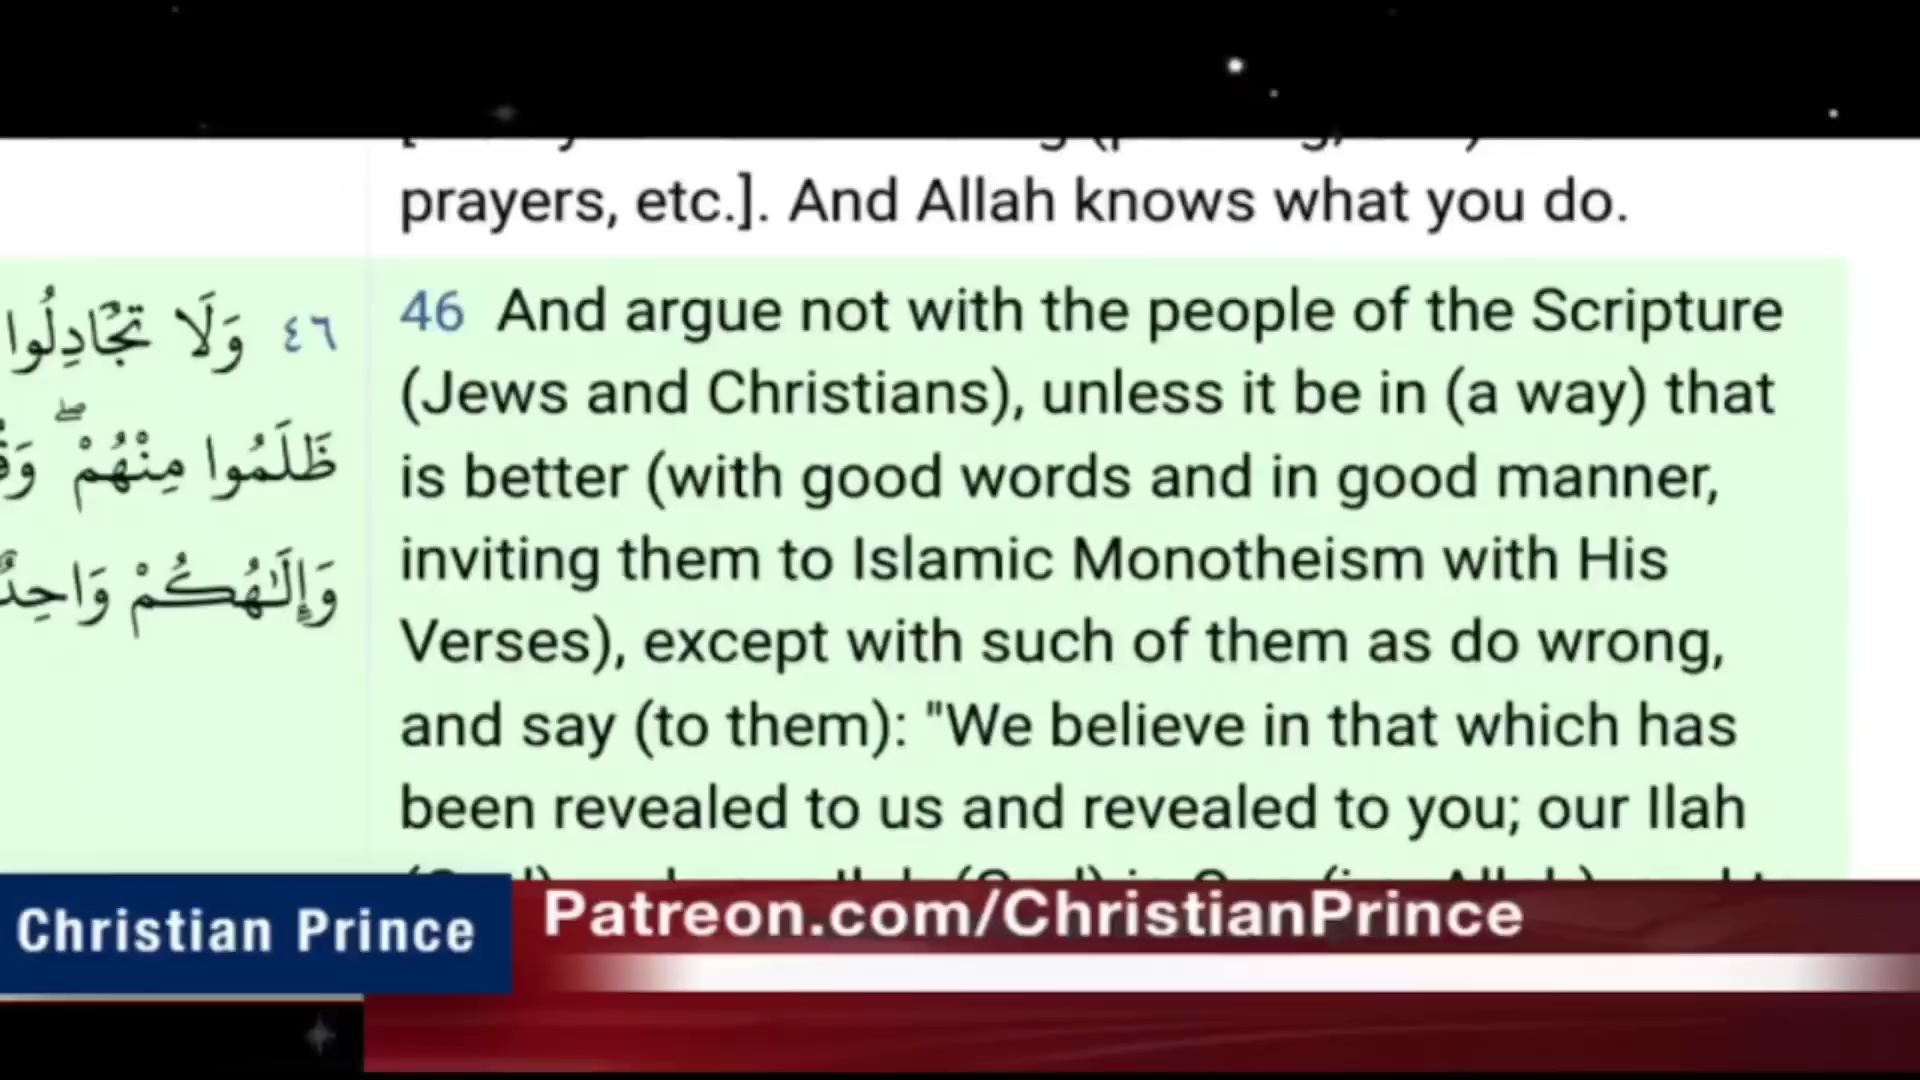 prayers, etc.]. And Allah knows what you do.
٤٦ وَلَا تُجَادِلُوا
ظَلَمُوا مِنْهُمْ ۖ
وَإِلَٰهُكُمْ وَاحِدٌ
46 And argue not with the people of the Scripture
(Jews and Christians), unless it be in (a way) that
is better (with good words and in good manner,
inviting them to Islamic Monotheism with His
Verses), except with such of them as do wrong,
and say (to them): "We believe in that which has
been revealed to us and revealed to you; our Ilah
Christian Prince
Patreon.com/ChristianPrince